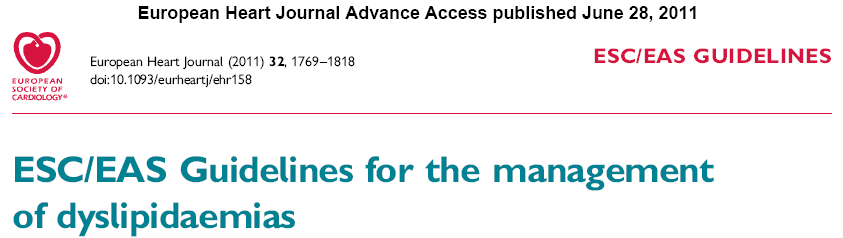 European Heart Journal Advance Access published June 28, 2011
EUROPEAN
SOCIETY OF
CARDIOLOGY®
European Heart Journal (2011) 32, 1769–1818
doi:10.1093/eurheartj/ehr158
ESC/EAS GUIDELINES
ESC/EAS Guidelines for the management
of dyslipidaemias